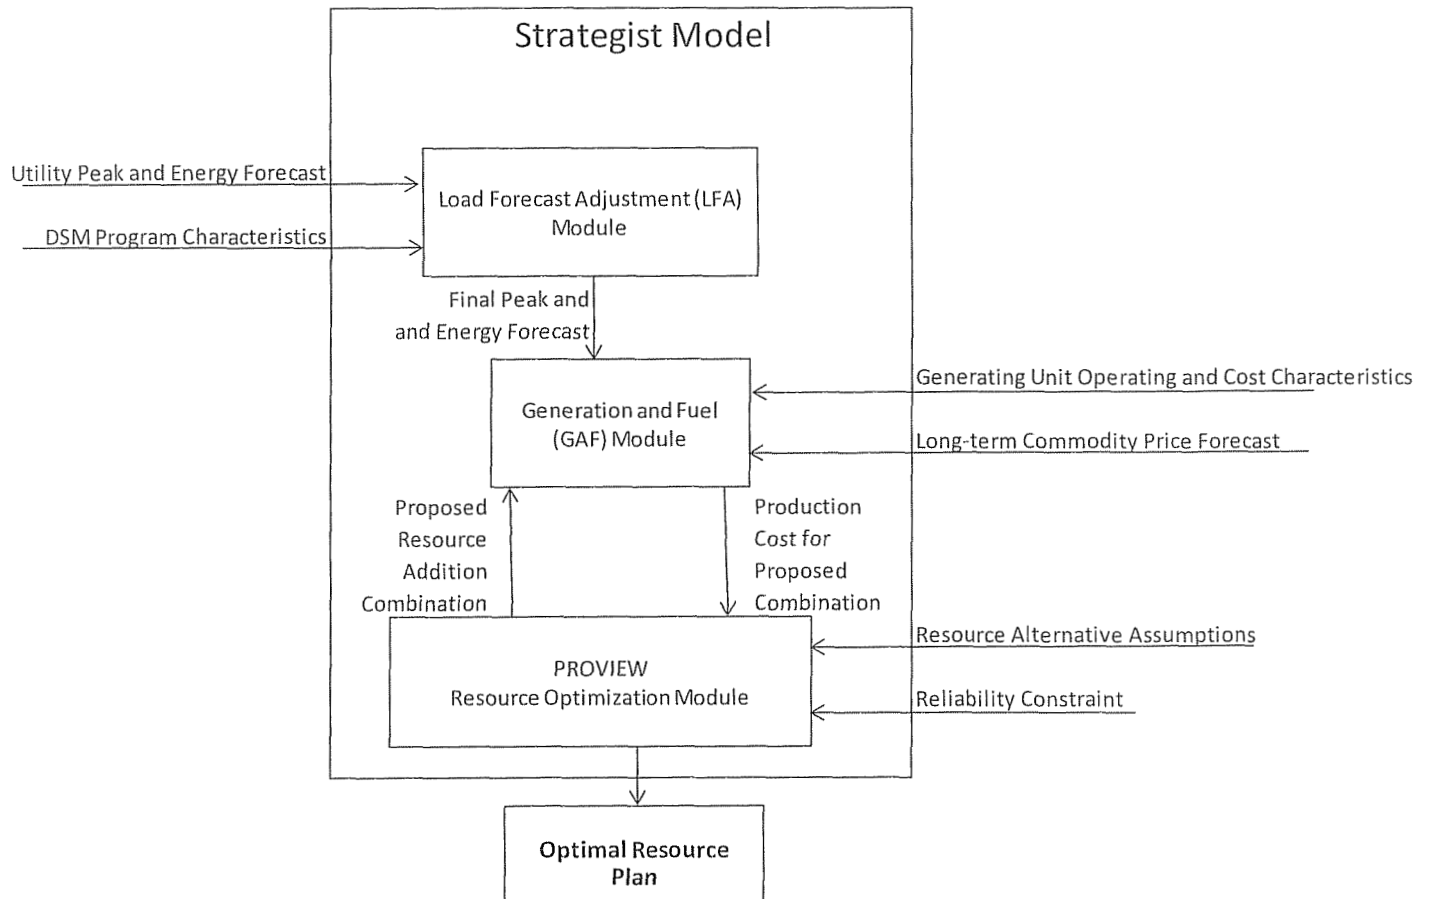 Strategist Model
Utility Peak and Energy Forecast
DSM Program Characteristics
Load Forecast Adjustment (LFA)
Module
Final Peak and
and Energy Forecast
Generation and Fuel
(GAF) Module
Generating Unit Operating and Cost Characteristics
Long-term Commodity Price Forecast
Proposed
Resource
Addition
Combination
Production
Cost for
Proposed
Combination
PROVIEW
Resource Optimization Module
Resource Alternative Assumptions
Reliability Constraint
Optimal Resource
Plan